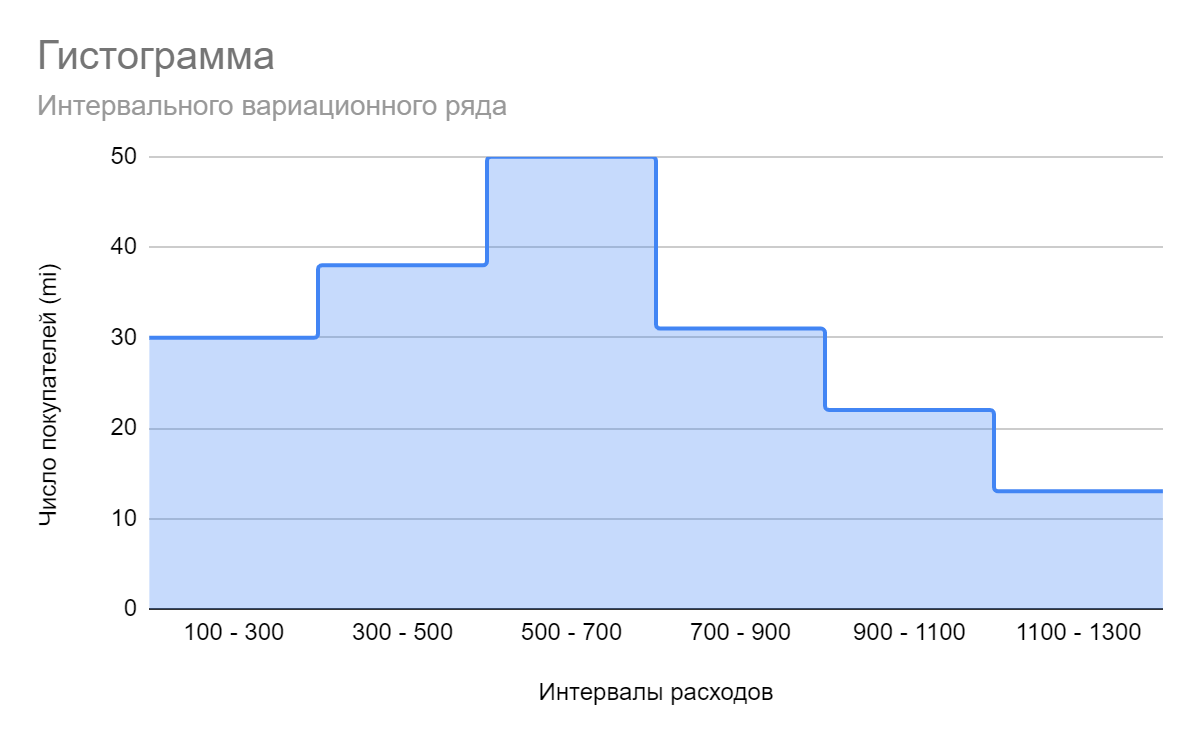 Гистограмма
Интервального вариационного ряда
Число покупателей (mi)
50
40
30
20
10
0
100 - 300
300 - 500
500 - 700
700 - 900
900 - 1100
1100 - 1300
Интервалы расходов